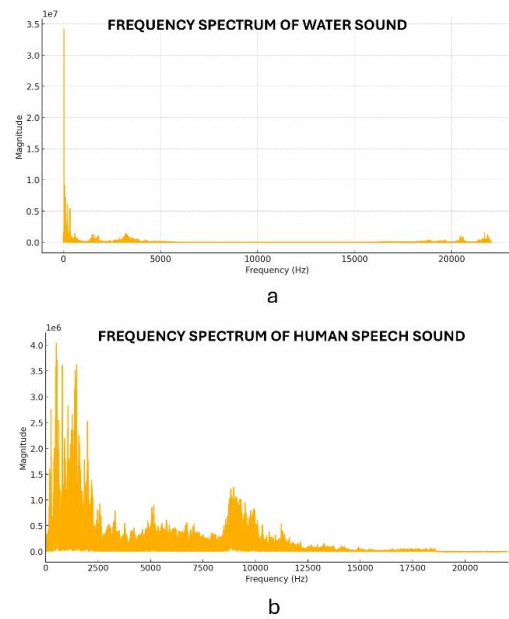 1e7
FREQUENCY SPECTRUM OF WATER SOUND
3.5
3.0
2.5
2.0
1.5
1.0
0.5
0.0
Magnitude
0 5000 10000 15000 20000
Frequency (Hz)
a
1e6
FREQUENCY SPECTRUM OF HUMAN SPEECH SOUND
4.0
3.5
3.0
2.5
2.0
1.5
1.0
0.5
0.0
Magnitude
0 2500 5000 7500 10000 12500 15000 17500 20000
Frequency (Hz)
b